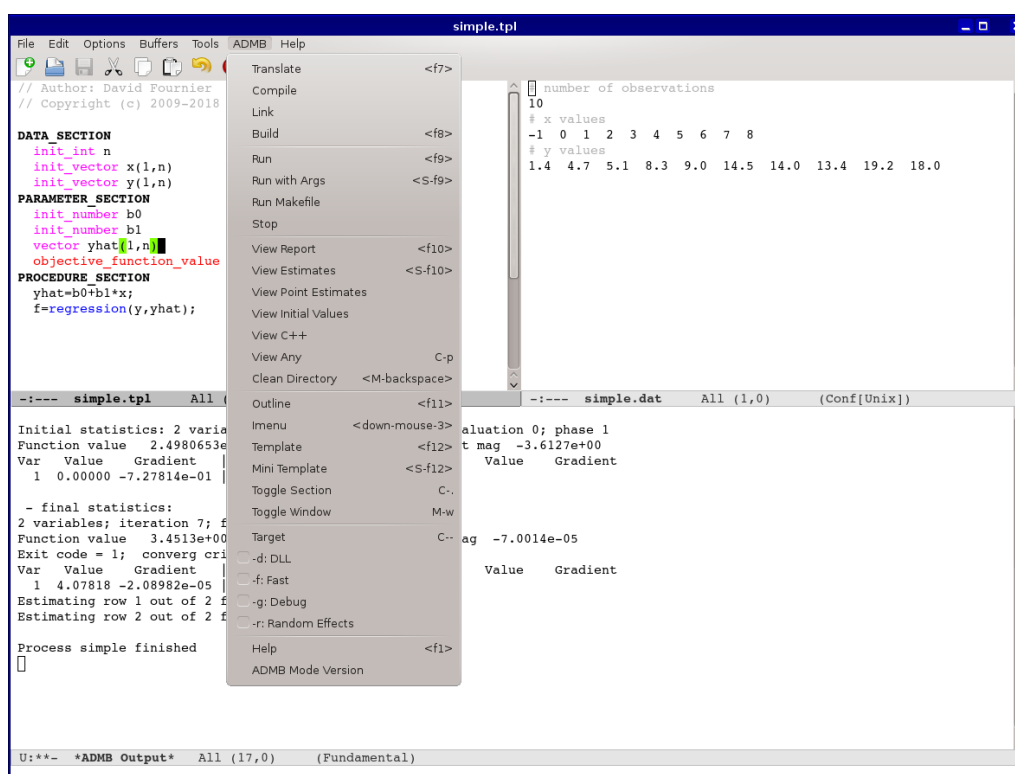 simple.tpl
File Edit Options Buffers Tools ADMB Help
// Author: David Fournier
// Copyright (c) 2009-2018
DATA_SECTION
init_int n
init_vector x(1,n)
init_vector y(1,n)
PARAMETER_SECTION
init_number b0
init_number b1
vector yhat(1,n)
objective_function_value
PROCEDURE_SECTION
yhat=b0+b1*x;
f=regression(y,yhat);
-:--- simple.tpl All (
Translate <f7>
Compile
Link
Build <f8>
Run <f9>
Run with Args <S-f9>
Run Makefile
Stop
View Report <f10>
View Estimates <S-f10>
View Point Estimates
View Initial Values
View C++
View Any C-p
Clean Directory <M-backspace>
Outline <f11>
Imenu <down-mouse-3>
Template <f12>
Mini Template <S-f12>
Toggle Section C-.
Toggle Window M-w
Target C--
-d: DLL
-f: Fast
-g: Debug
-r: Random Effects
Help <f1>
ADMB Mode Version
# number of observations
10
# x values
-1 0 1 2 3 4 5 6 7 8
# y values
1.4 4.7 5.1 8.3 9.0 14.5 14.0 13.4 19.2 18.0
-:--- simple.dat All (1,0) (Conf[Unix])
Initial statistics: 2 varia aluation 0; phase 1
Function value 2.4980653e t mag -3.6127e+00
Var Value Gradient | Value Gradient
1 0.00000 -7.27814e-01 |
- final statistics:
2 variables; iteration 7; f
Function value 3.4513e+00 ag -7.0014e-05
Exit code = 1; converg cri
Var Value Gradient | Value Gradient
1 4.07818 -2.08982e-05 |
Estimating row 1 out of 2 f
Estimating row 2 out of 2 f
Process simple finished
U:**- *ADMB Output* All (17,0) (Fundamental)